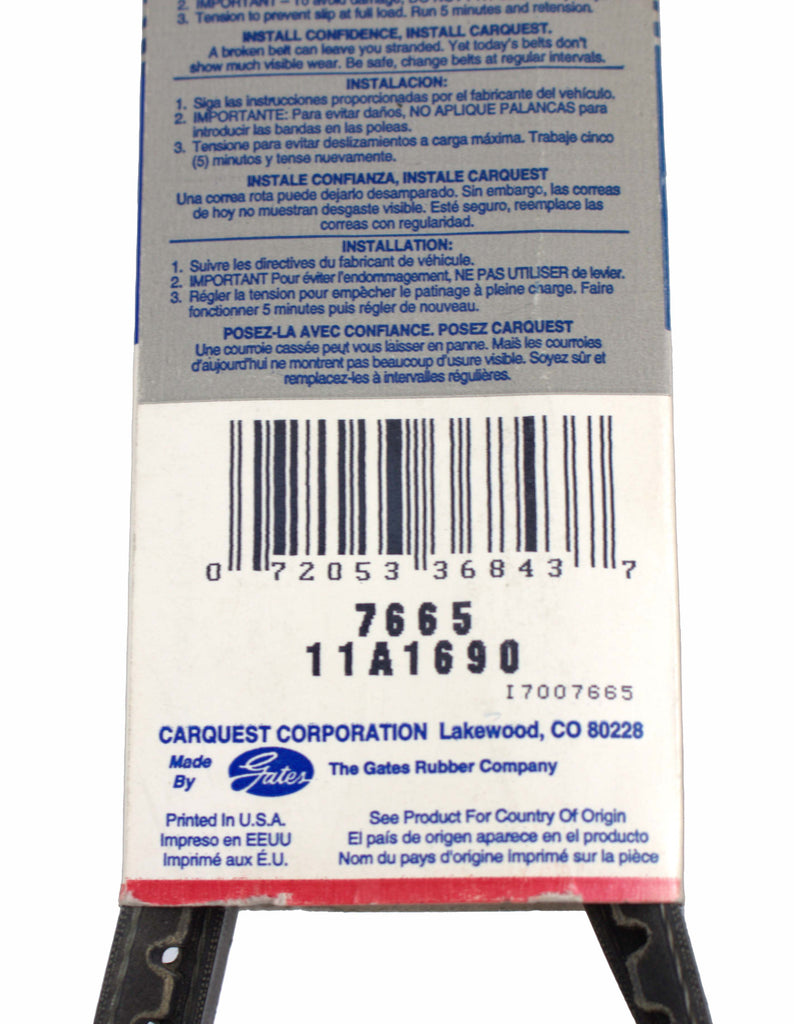 2. IMPORTANT – To avoid damage, DO NOT
3. Tension to prevent slip at full load. Run 5 minutes and retension.
INSTALL CONFIDENCE, INSTALL CARQUEST.
A broken belt can leave you stranded. Yet today's belts don't
show much visible wear. Be safe, change belts at regular intervals.
INSTALACION:
1. Siga las instrucciones proporcionadas por el fabricante del vehículo.
2. IMPORTANTE: Para evitar daños, NO APLIQUE PALANCAS para
introducir las bandas en las poleas.
3. Tensione para evitar deslizamientos a carga máxima. Trabaje cinco
(5) minutos y tense nuevamente.
INSTALE CONFIANZA, INSTALE CARQUEST
Una correa rota puede dejarlo desamparado. Sin embargo, las correas
de hoy no muestran desgaste visible. Esté seguro, reemplace las
correas con regularidad.
INSTALLATION:
1. Suivre les directives du fabricant de véhicule.
2. IMPORTANT Pour éviter l'endommagement, NE PAS UTILISER de levier.
3. Régler la tension pour empècher le patinage à pleine charge. Faire
fonctionner 5 minutes puis régler de nouveau.
POSEZ-LA AVEC CONFIANCE. POSEZ CARQUEST
Une courroie cassée peut vous laisser en panne. Mais les courroies
d'aujourd'hui ne montrent pas beaucoup d'usure visible. Soyez sûr et
remplacez-les à intervalles régulières.
0 72053 36843 7
7665
11A1690
I7007665
CARQUEST CORPORATION Lakewood, CO 80228
Made By Gates The Gates Rubber Company
Printed In U.S.A. See Product For Country Of Origin
Impreso en EEUU El país de origen aparece en el producto
Imprimé aux É.U. Nom du pays d'origine Imprimé sur la pièce